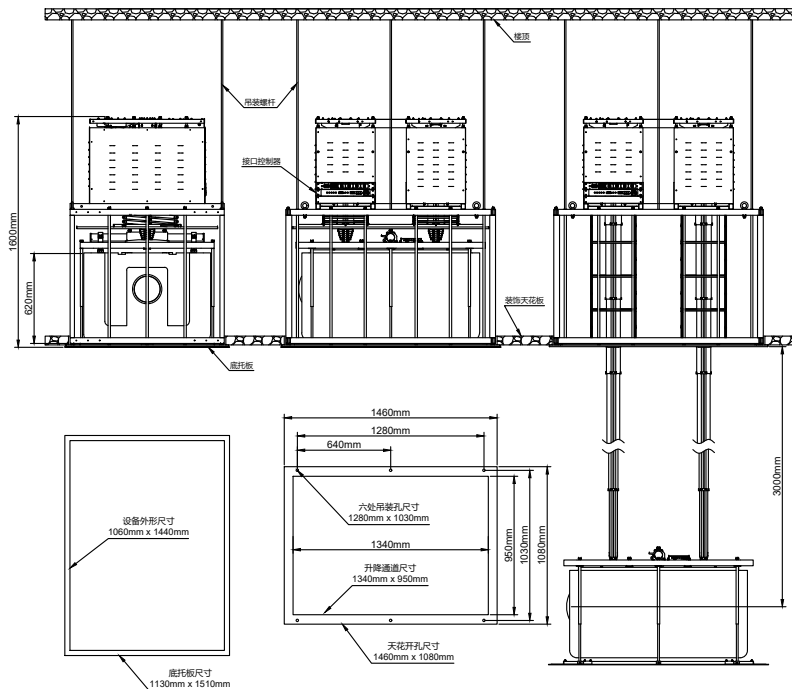 楼顶
吊装螺杆
接口控制器
1600mm
620mm
装饰天花板
底托板
3000mm
1460mm
1280mm
640mm
六处吊装孔尺寸
1280mm x 1030mm
1340mm
950mm
1030mm
1080mm
升降通道尺寸
1340mm x 950mm
天花开孔尺寸
1460mm x 1080mm
设备外形尺寸
1060mm x 1440mm
底托板尺寸
1130mm x 1510mm